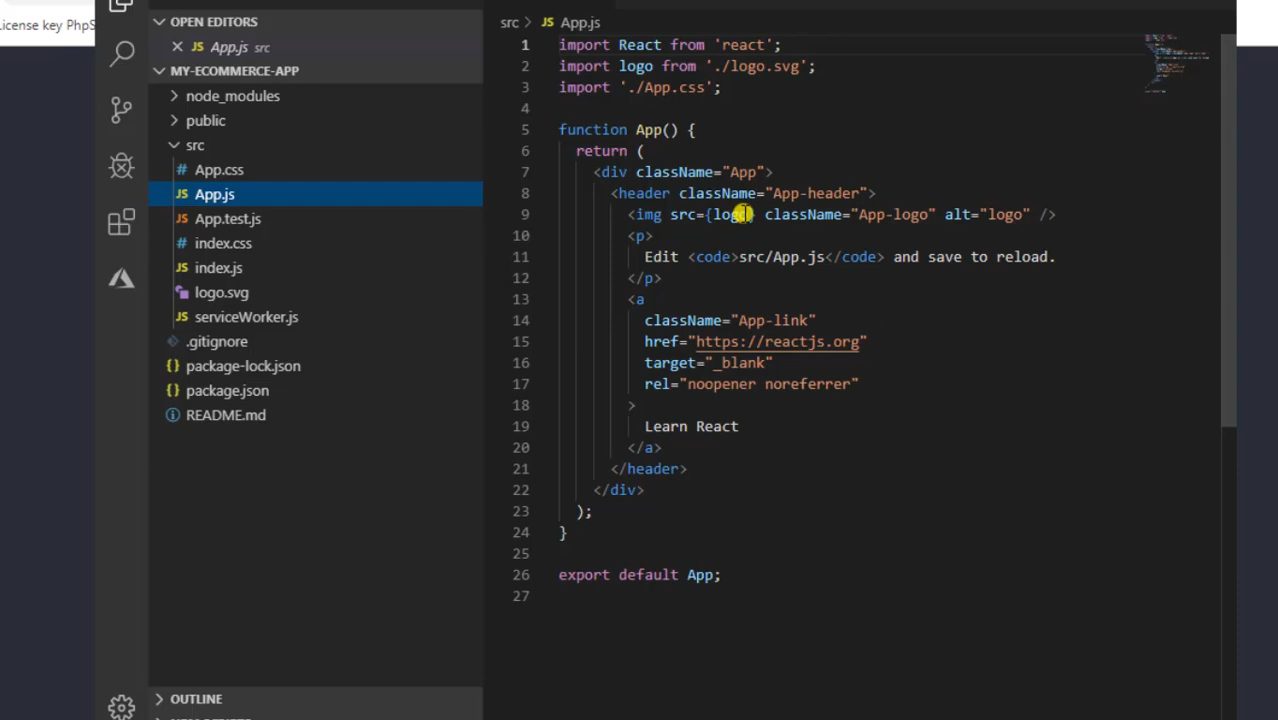 License key PhpS
OPEN EDITORS
JS App.js src
MY-ECOMMERCE-APP
node_modules
public
src
# App.css
JS App.js
JS App.test.js
# index.css
JS index.js
logo.svg
JS serviceWorker.js
.gitignore
{} package-lock.json
{} package.json
README.md
OUTLINE
src > JS App.js
1 import React from 'react';
2 import logo from './logo.svg';
3 import './App.css';
4
5 function App() {
6 return (
7 <div className="App">
8 <header className="App-header">
9 <img src={logo} className="App-logo" alt="logo" />
10 <p>
11 Edit <code>src/App.js</code> and save to reload.
12 </p>
13 <a
14 className="App-link"
15 href="https://reactjs.org"
16 target="_blank"
17 rel="noopener noreferrer"
18 >
19 Learn React
20 </a>
21 </header>
22 </div>
23 );
24 }
25
26 export default App;
27